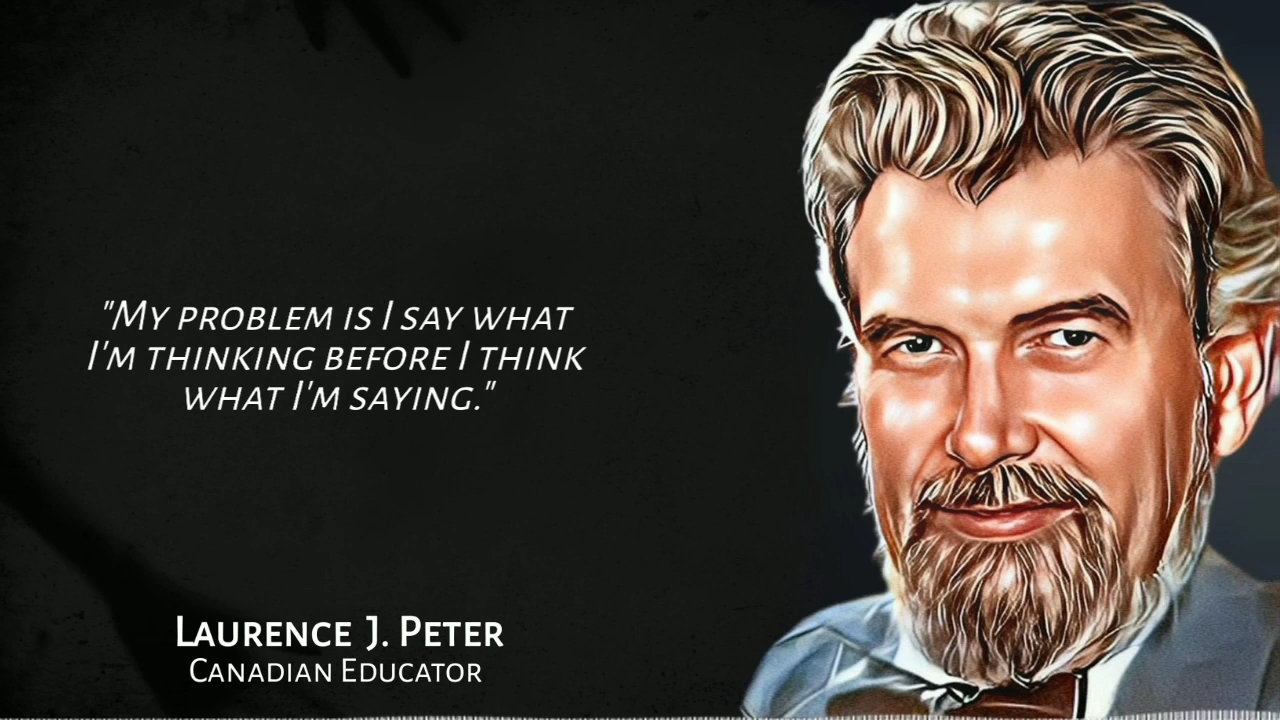 "My problem is I say what
I'm thinking before I think
what I'm saying."
Laurence J. Peter
Canadian Educator